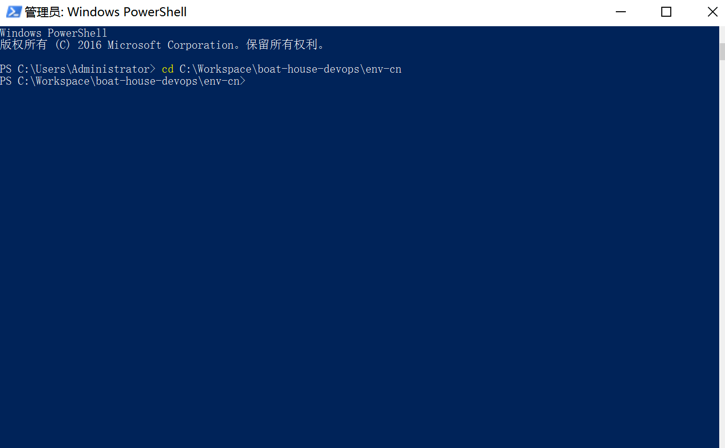 管理员: Windows PowerShell
Windows PowerShell
版权所有 (C) 2016 Microsoft Corporation。保留所有权利。
PS C:\Users\Administrator> cd C:\Workspace\boat-house-devops\env-cn
PS C:\Workspace\boat-house-devops\env-cn>